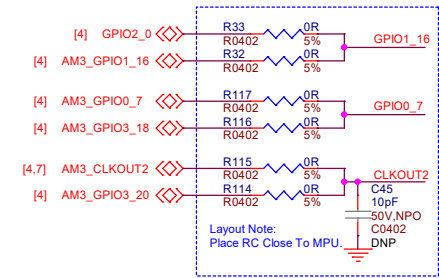 [4] GPIO2_0 R33 0R
R0402 5% GPIO1_16
[4] AM3_GPIO1_16 R32 0R
R0402 5%
[4] AM3_GPIO0_7 R117 0R
R0402 5% GPIO0_7
[4] AM3_GPIO3_18 R116 0R
R0402 5%
[4,7] AM3_CLKOUT2 R115 0R
R0402 5% CLKOUT2
[4] AM3_GPIO3_20 R114 0R C45
R0402 5% 10pF
50V,NPO
Layout Note: C0402
Place RC Close To MPU. DNP